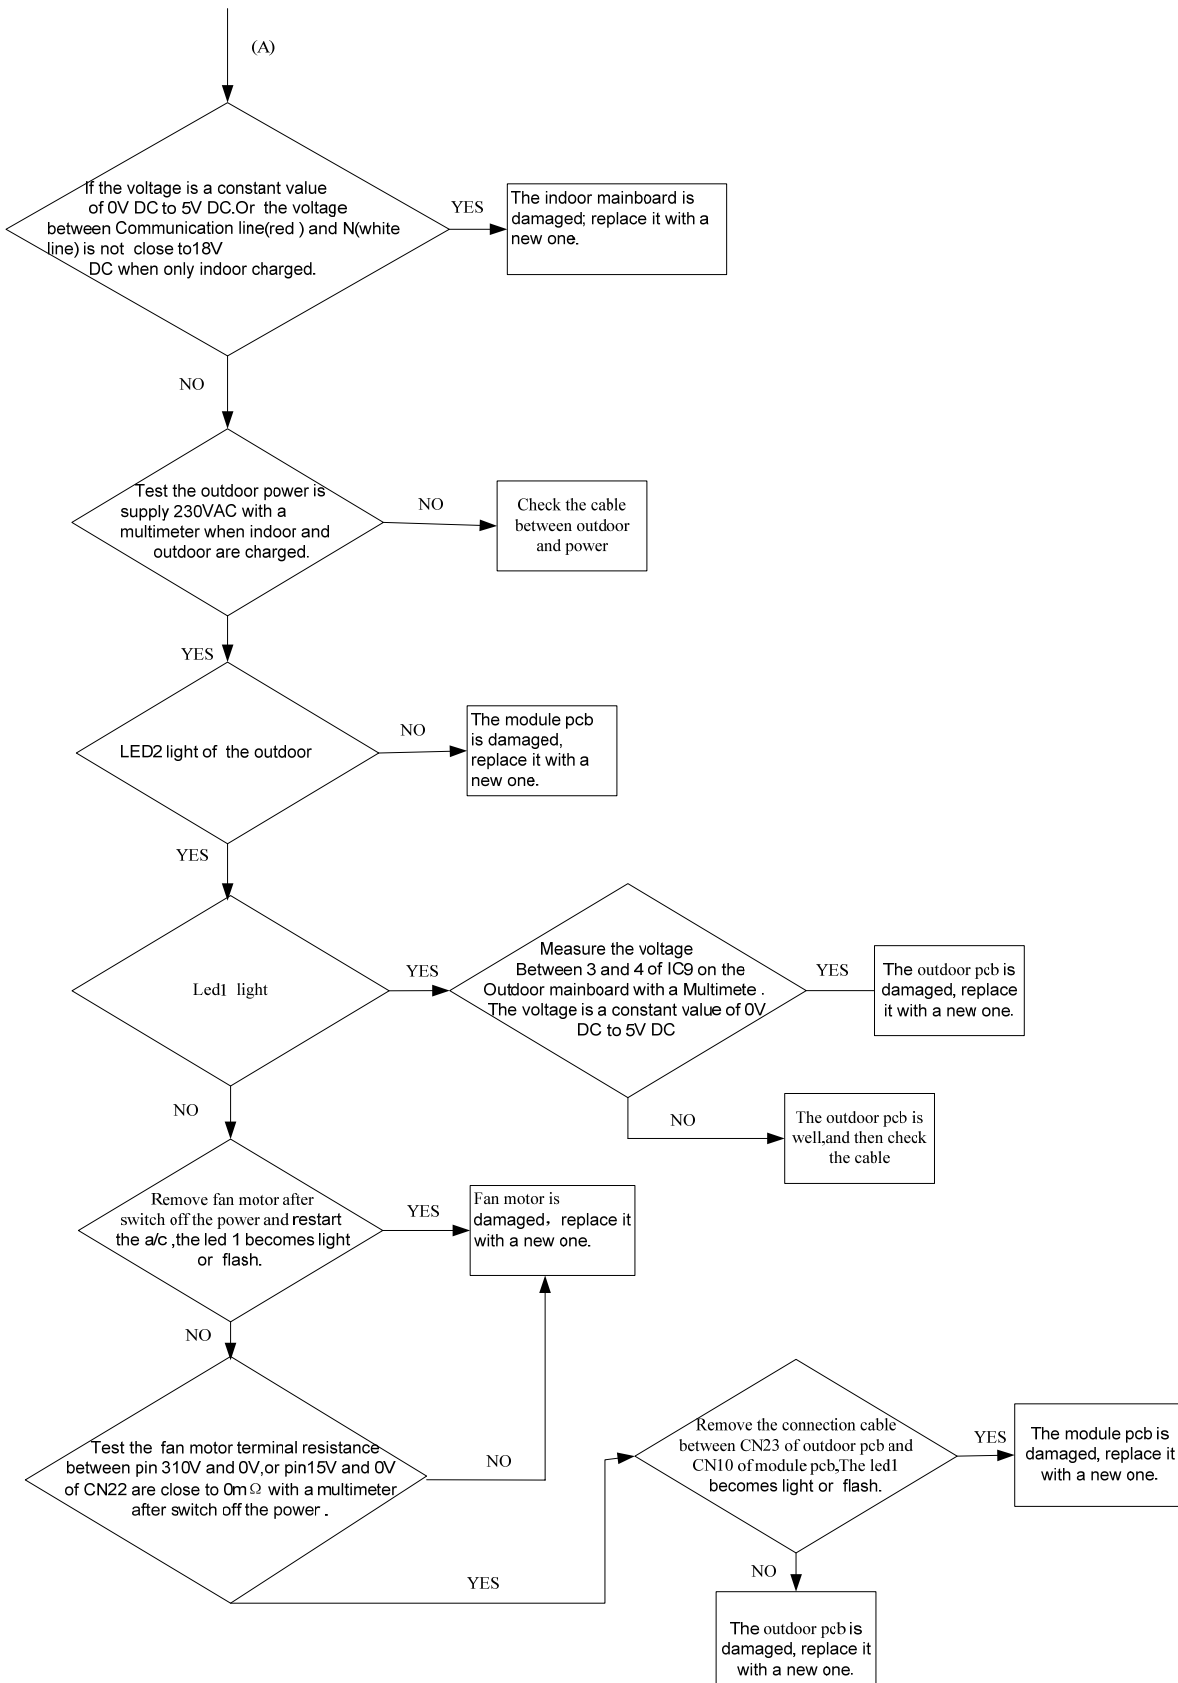 (A)
If the voltage is a constant value
of 0V DC to 5V DC.Or the voltage
between Communication line(red ) and N(white
line) is not close to18V
DC when only indoor charged.
YES
The indoor mainboard is
damaged; replace it with a
new one.
NO
Test the outdoor power is
supply 230VAC with a
multimeter when indoor and
outdoor are charged.
NO
Check the cable
between outdoor
and power
YES
LED2 light of the outdoor
NO
The module pcb
is damaged,
replace it with a
new one.
YES
Led1 light
YES
Measure the voltage
Between 3 and 4 of IC9 on the
Outdoor mainboard with a Multimete .
The voltage is a constant value of 0V
DC to 5V DC
YES
The outdoor pcb is
damaged, replace
it with a new one.
NO
The outdoor pcb is
well,and then check
the cable
NO
Remove fan motor after
switch off the power and restart
the a/c ,the led 1 becomes light
or flash.
YES
Fan motor is
damaged，replace it
with a new one.
NO
Test the fan motor terminal resistance
between pin 310V and 0V,or pin15V and 0V
of CN22 are close to 0mΩ with a multimeter
after switch off the power .
NO
YES
Remove the connection cable
between CN23 of outdoor pcb and
CN10 of module pcb,The led1
becomes light or flash.
YES
The module pcb is
damaged, replace it
with a new one.
NO
The outdoor pcb is
damaged, replace it
with a new one.